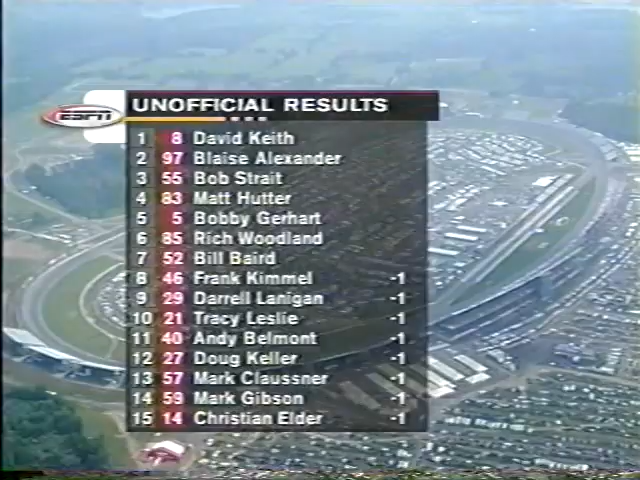 ESPN
UNOFFICIAL RESULTS
1 8 David Keith
2 97 Blaise Alexander
3 55 Bob Strait
4 83 Matt Hutter
5 5 Bobby Gerhart
6 85 Rich Woodland
7 52 Bill Baird
8 46 Frank Kimmel -1
9 29 Darrell Lanigan -1
10 21 Tracy Leslie -1
11 40 Andy Belmont -1
12 27 Doug Keller -1
13 57 Mark Claussner -1
14 59 Mark Gibson -1
15 14 Christian Elder -1